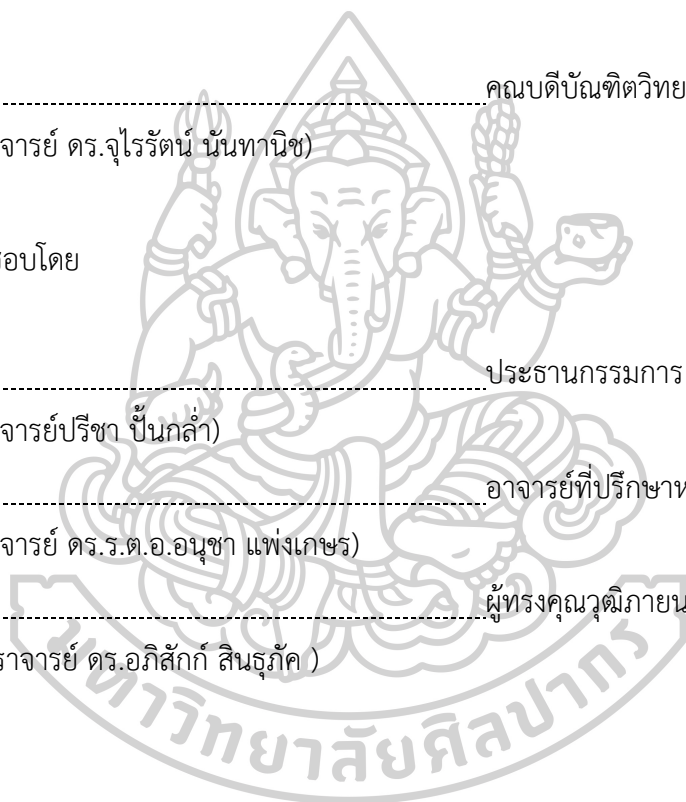 คณบดีบัณฑิตวิทย
จารย์ ดร.จุไรรัตน์ นันทานิช)
อบโดย
ประธานกรรมการ
จารย์ปรีชา ปั้นกล่ำ)
อาจารย์ที่ปรึกษาห
จารย์ ดร.ร.ต.อ.อนุชา แพ่งเกษร)
ผู้ทรงคุณวุฒิภายน
ราจารย์ ดร.อภิสักก์ สินธุภัค )
มหาวิทยาลัยศิลปากร